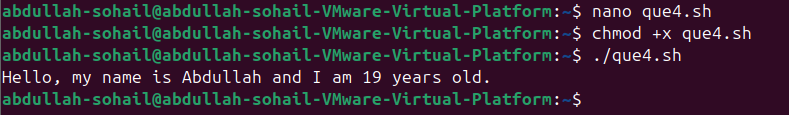 abdullah-sohail@abdullah-sohail-VMware-Virtual-Platform:~$ nano que4.sh
abdullah-sohail@abdullah-sohail-VMware-Virtual-Platform:~$ chmod +x que4.sh
abdullah-sohail@abdullah-sohail-VMware-Virtual-Platform:~$ ./que4.sh
Hello, my name is Abdullah and I am 19 years old.
abdullah-sohail@abdullah-sohail-VMware-Virtual-Platform:~$